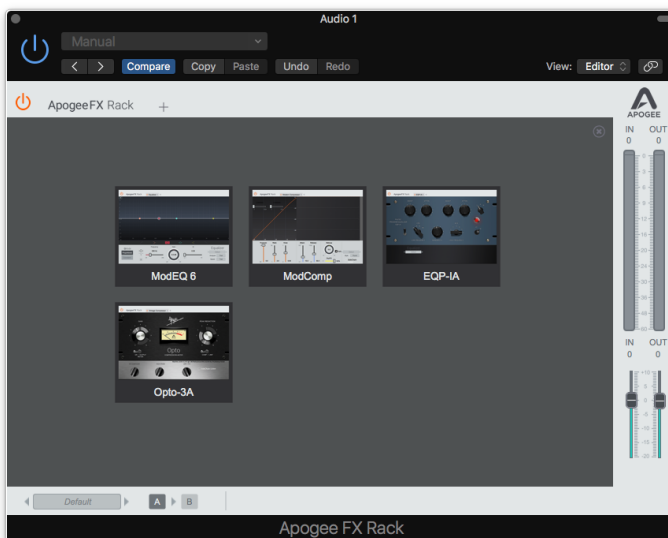 Audio 1
Manual
Compare Copy Paste Undo Redo View: Editor
ApogeeFX Rack +
APOGEE
IN OUT
0 0
ModEQ 6 ModComp EQP-IA
Opto-3A
IN OUT
0 0
Default A B
Apogee FX Rack